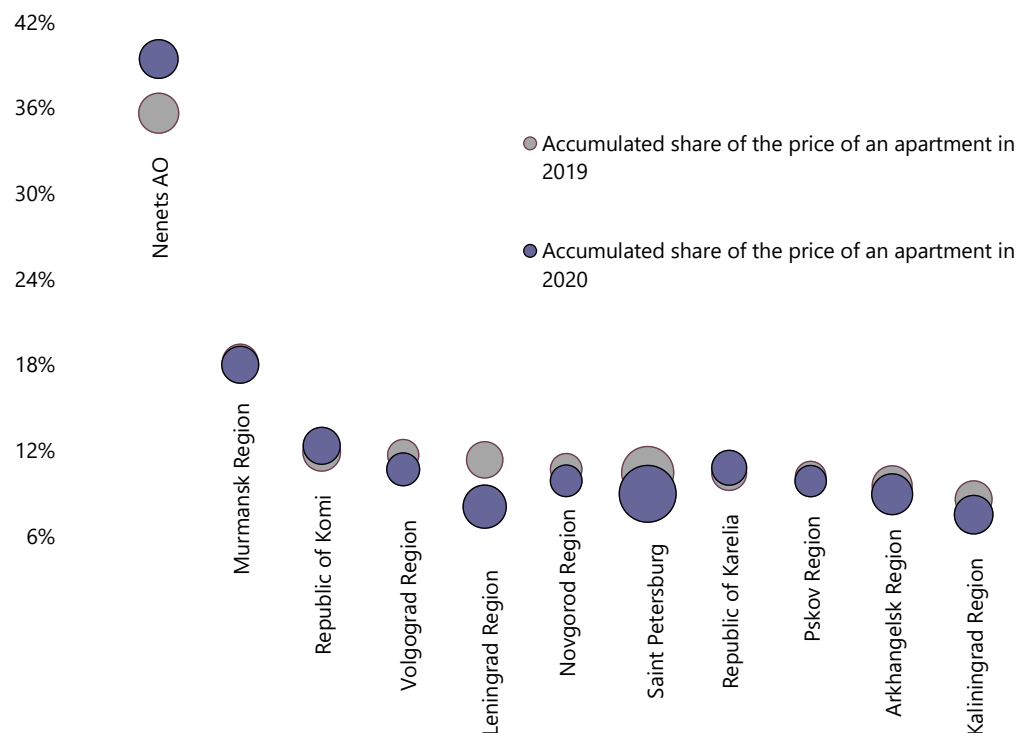 42%
36%
30%
24%
18%
12%
6%
Accumulated share of the price of an apartment in
2019
Accumulated share of the price of an apartment in
2020
Nenets AO
Murmansk Region
Republic of Komi
Volgograd Region
Leningrad Region
Novgorod Region
Saint Petersburg
Republic of Karelia
Pskov Region
Arkhangelsk Region
Kaliningrad Region